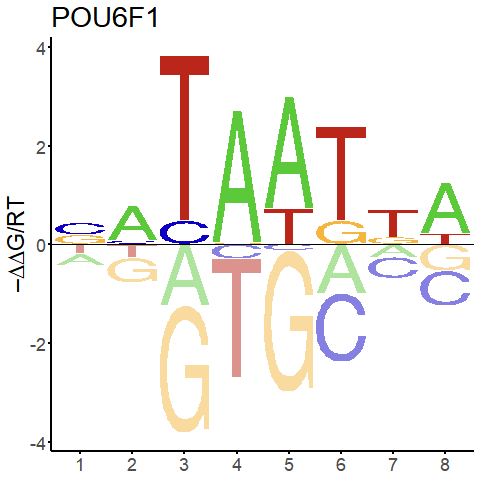 POU6F1
4
2
0
-2
-4
−ΔΔG/RT
C A T A A T T A
G C T G G T
A T A C C A A G
G G T G C C C
1 2 3 4 5 6 7 8